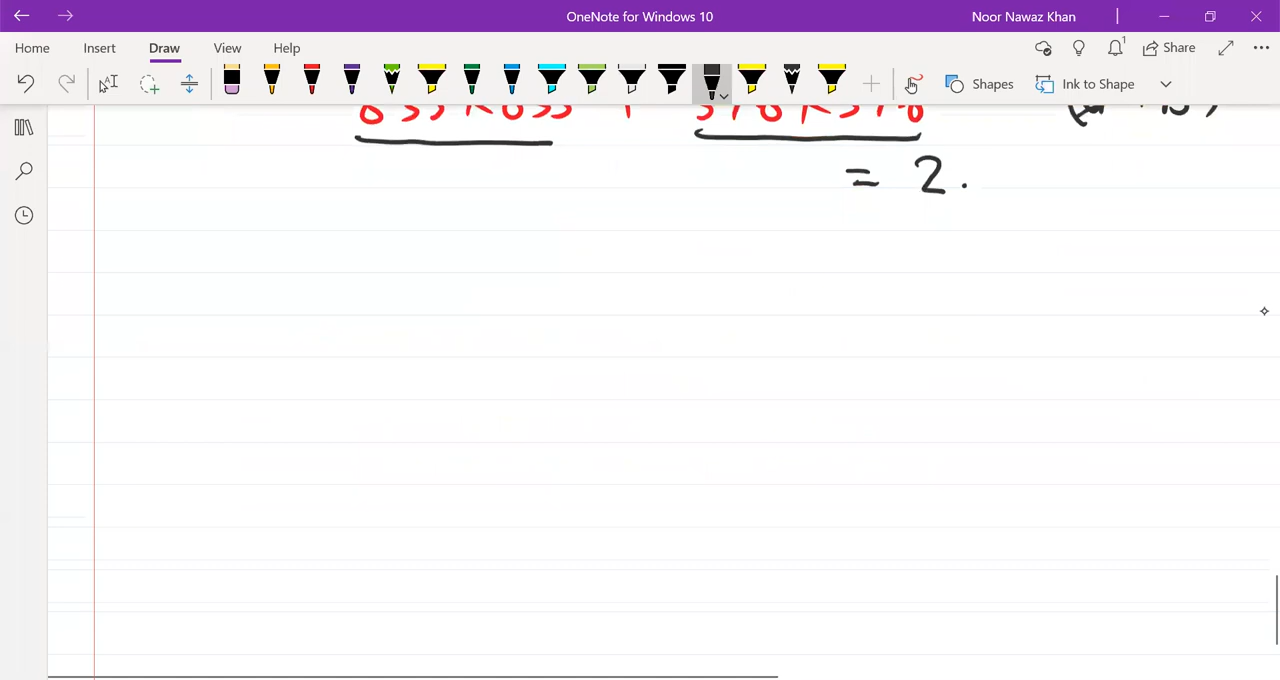 OneNote for Windows 10
Noor Nawaz Khan
Home Insert Draw View Help
Share
Shapes Ink to Shape
= 2.